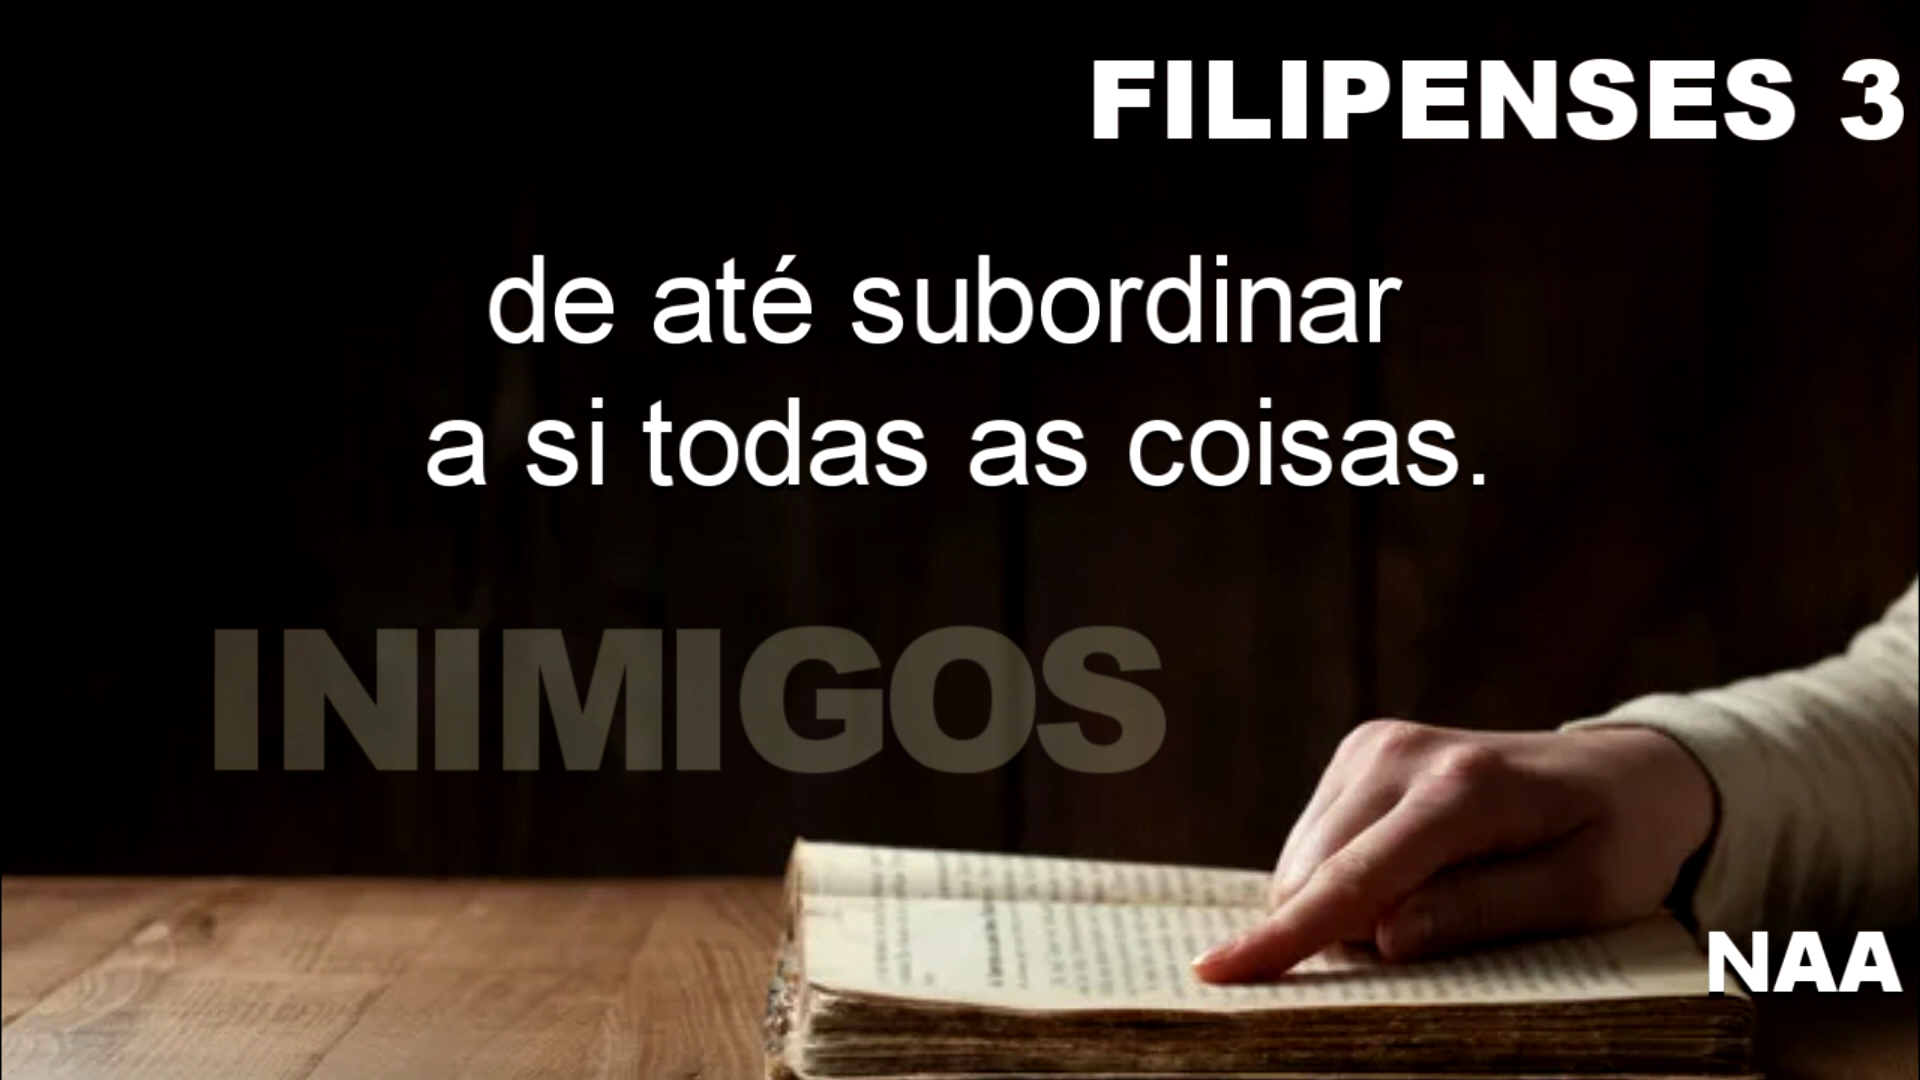 FILIPENSES 3
de até subordinar
a si todas as coisas.
INIMIGOS
NAA